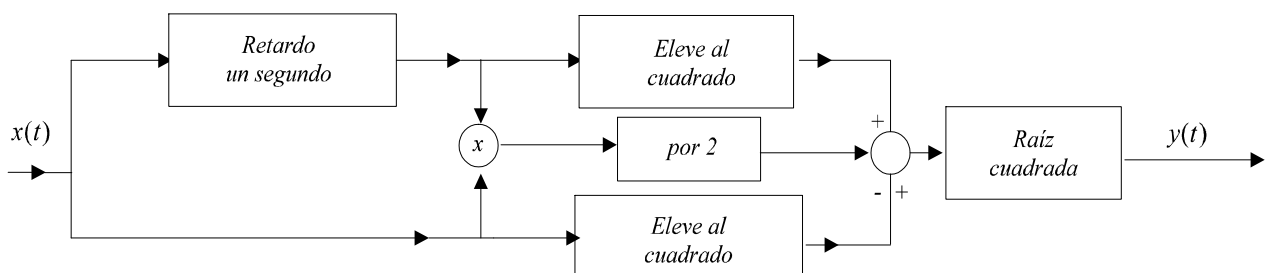 Retardo
un segundo
Eleve al
cuadrado
x(t)
x
por 2
+
Raíz
cuadrada
y(t)
- +
Eleve al
cuadrado